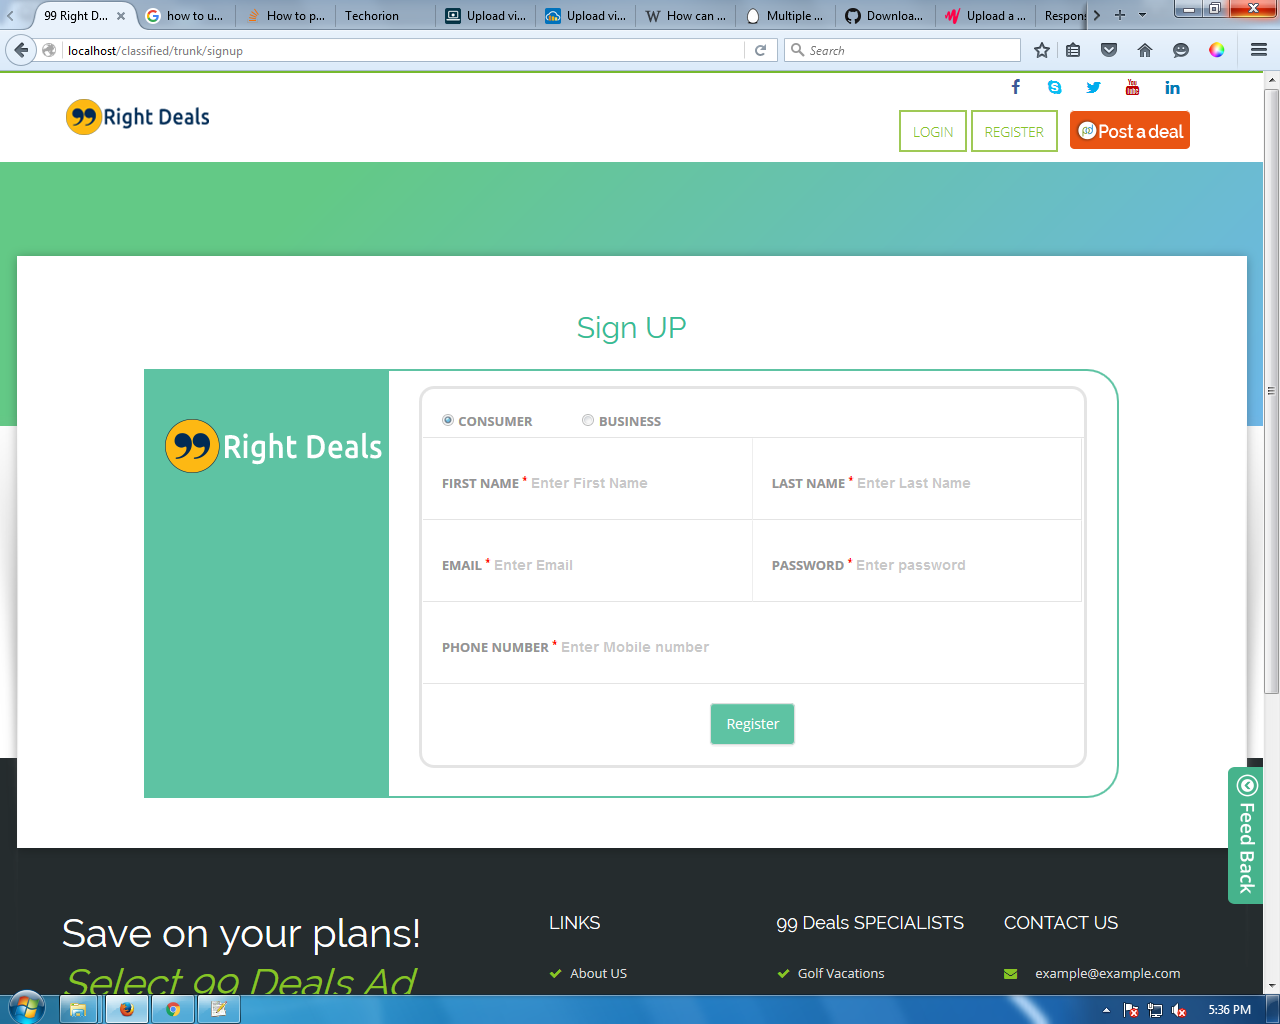 99 Right D...
how to u...
How to p...
Techorion
Upload vi...
Upload vi...
How can ...
Multiple ...
Downloa...
Upload a ...
Respons
localhost/classified/trunk/signup
Search
99 Right Deals
LOGIN
REGISTER
Post a deal
Sign UP
99 Right Deals
CONSUMER
BUSINESS
FIRST NAME * Enter First Name
LAST NAME * Enter Last Name
EMAIL * Enter Email
PASSWORD * Enter password
PHONE NUMBER * Enter Mobile number
Register
Feed Back
Save on your plans!
Select 99 Deals Ad
LINKS
About US
99 Deals SPECIALISTS
Golf Vacations
CONTACT US
example@example.com
5:36 PM